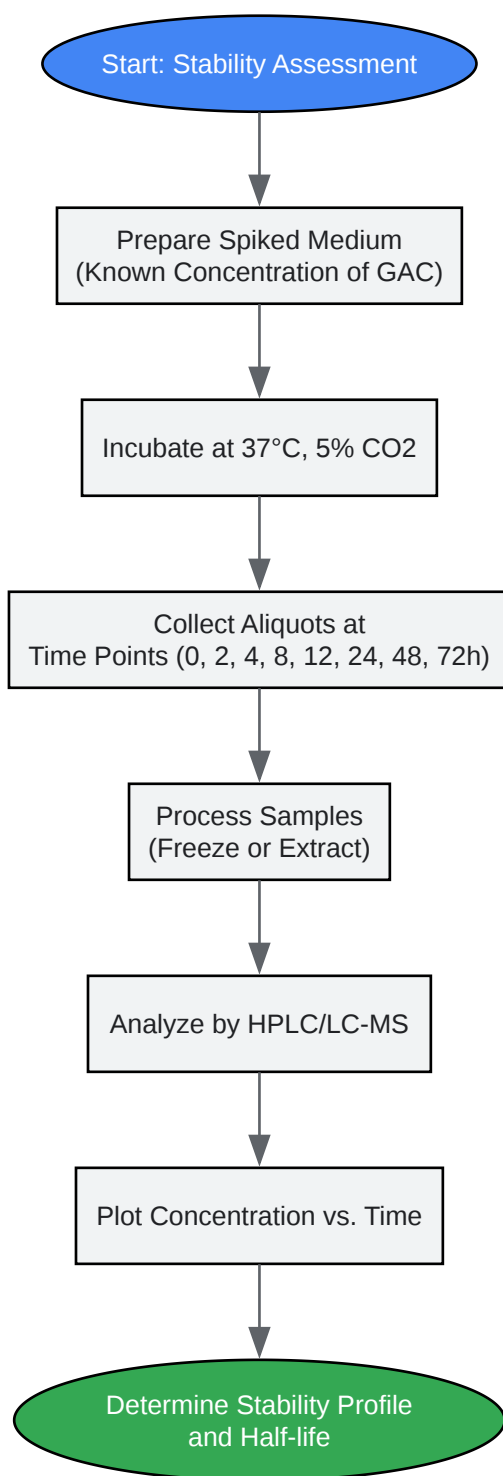 Start: Stability Assessment
Prepare Spiked Medium
(Known Concentration of GAC)
Incubate at 37°C, 5% CO2
Collect Aliquots at
Time Points (0, 2, 4, 8, 12, 24, 48, 72h)
Process Samples
(Freeze or Extract)
Analyze by HPLC/LC-MS
Plot Concentration vs. Time
Determine Stability Profile
and Half-life